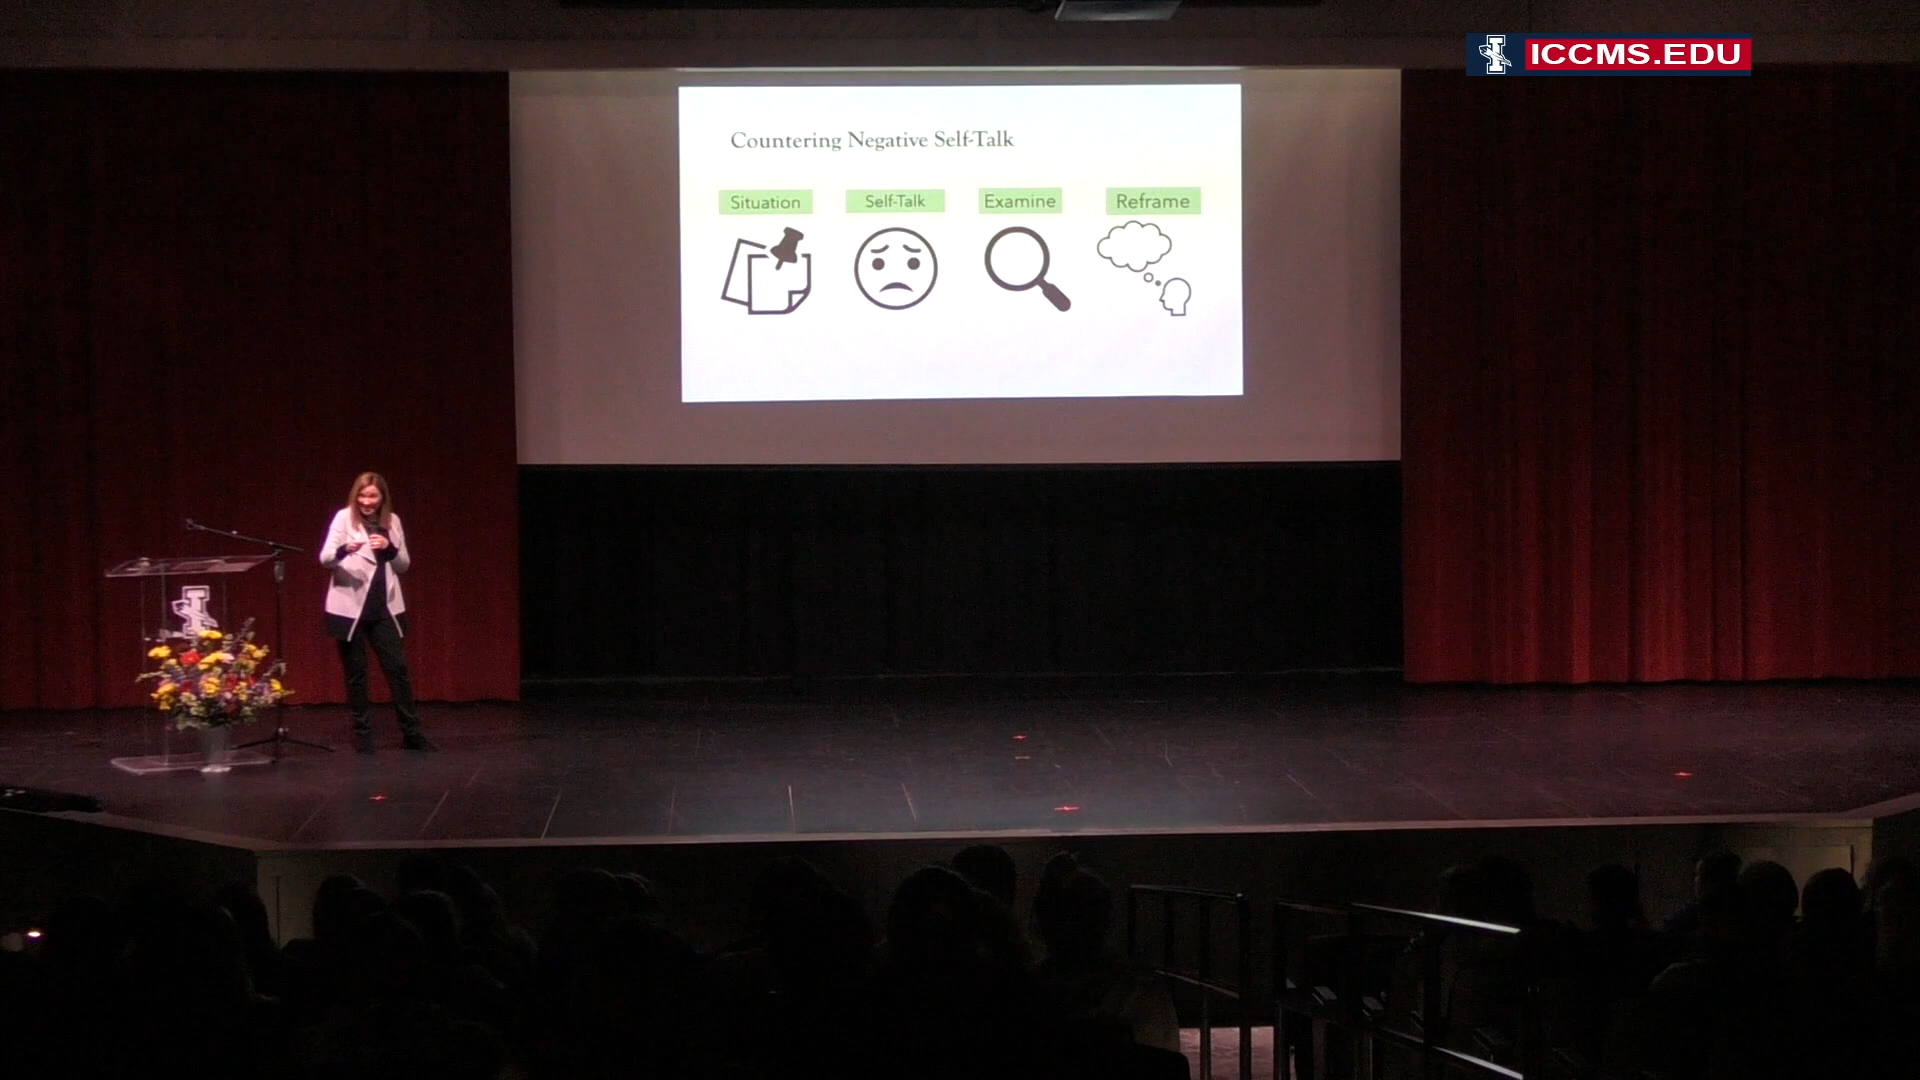 ICCMS.EDU
Countering Negative Self-Talk
Situation
Self-Talk
Examine
Reframe